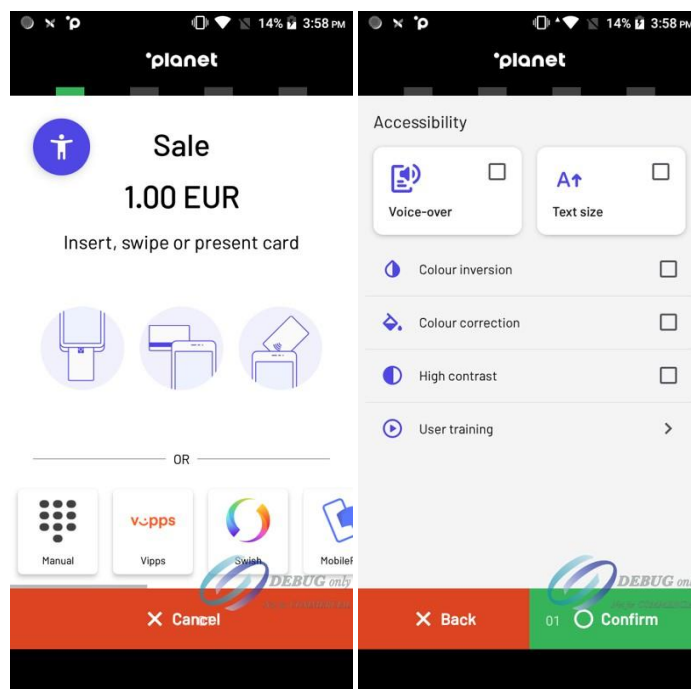 14% 3:58 PM
planet
Sale
1.00 EUR
Insert, swipe or present card
OR
vipps
Manual
Vipps
Swish
MobileP
DEBUG only
Cancel
14% 3:58 PM
planet
Accessibility
A
Voice-over
Text size
Colour inversion
Colour correction
High contrast
User training
DEBUG onl
Back
01
Confirm